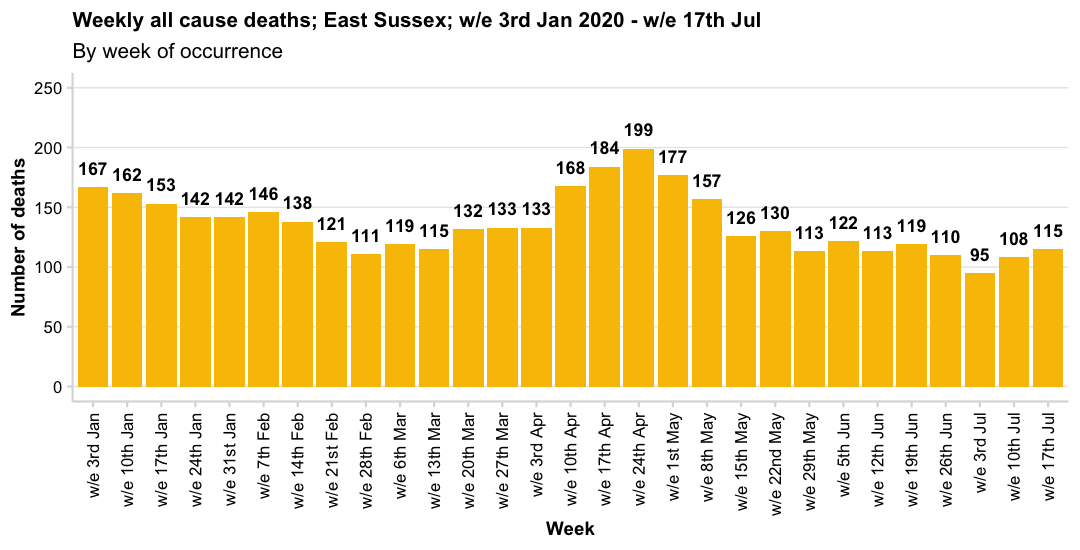 Weekly all cause deaths; East Sussex; w/e 3rd Jan 2020 - w/e 17th Jul
By week of occurrence
Number of deaths
250
200
150
100
50
0
167
162
153
142
142
146
138
121
111
119
115
132
133
133
168
184
199
177
157
126
130
113
122
113
119
110
95
108
115
w/e 3rd Jan
w/e 10th Jan
w/e 17th Jan
w/e 24th Jan
w/e 31st Jan
w/e 7th Feb
w/e 14th Feb
w/e 21st Feb
w/e 28th Feb
w/e 6th Mar
w/e 13th Mar
w/e 20th Mar
w/e 27th Mar
w/e 3rd Apr
w/e 10th Apr
w/e 17th Apr
w/e 24th Apr
w/e 1st May
w/e 8th May
w/e 15th May
w/e 22nd May
w/e 29th May
w/e 5th Jun
w/e 12th Jun
w/e 19th Jun
w/e 26th Jun
w/e 3rd Jul
w/e 10th Jul
w/e 17th Jul
Week